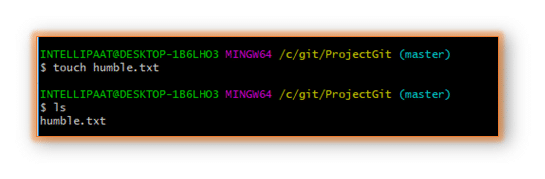 INTELLIPAAT@DESKTOP-1B6LHO3 MINGW64 /c/git/ProjectGit (master)
$ touch humble.txt
INTELLIPAAT@DESKTOP-1B6LHO3 MINGW64 /c/git/ProjectGit (master)
$ ls
humble.txt